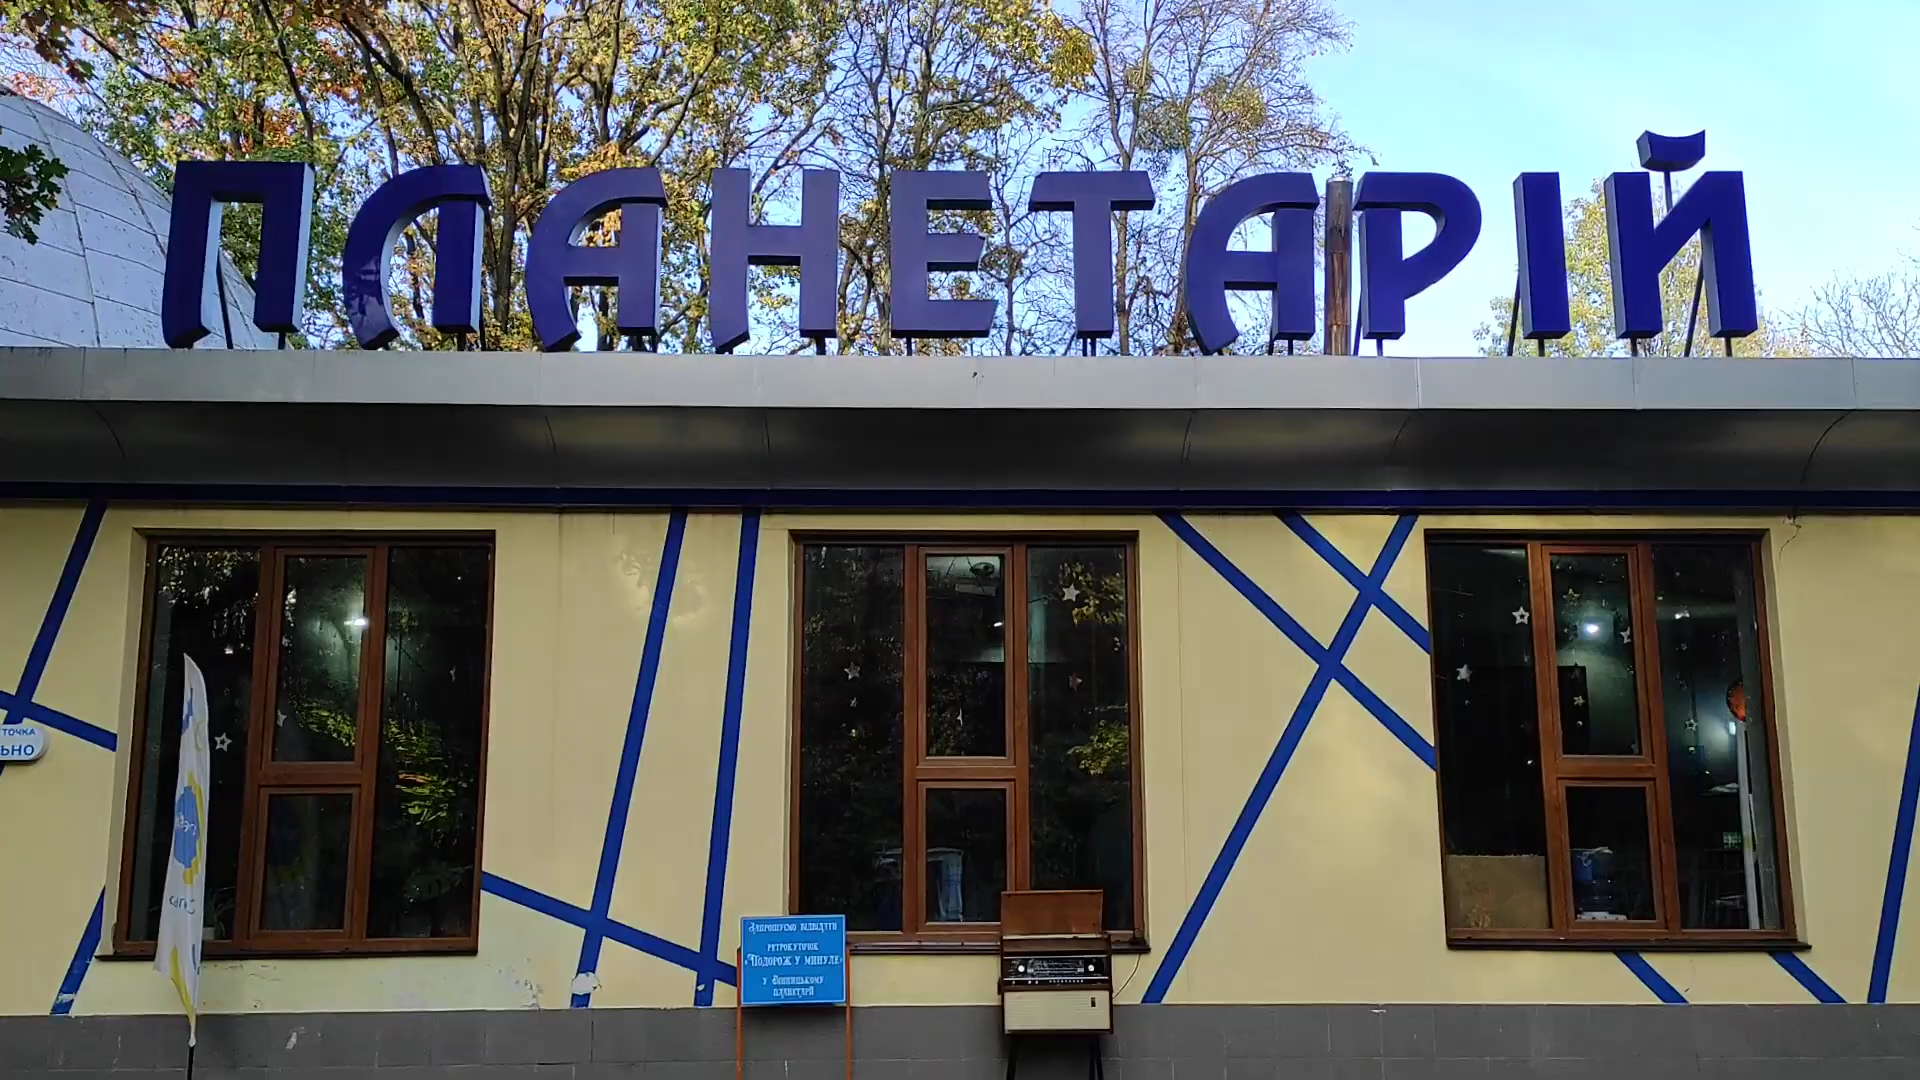 ПЛАНЕТАРІЙ
ТОЧКА
ЬНО
Запрошуємо відвідати
ретрокуточок
«Подорож у минуле»
у Вінницькому
планетарії